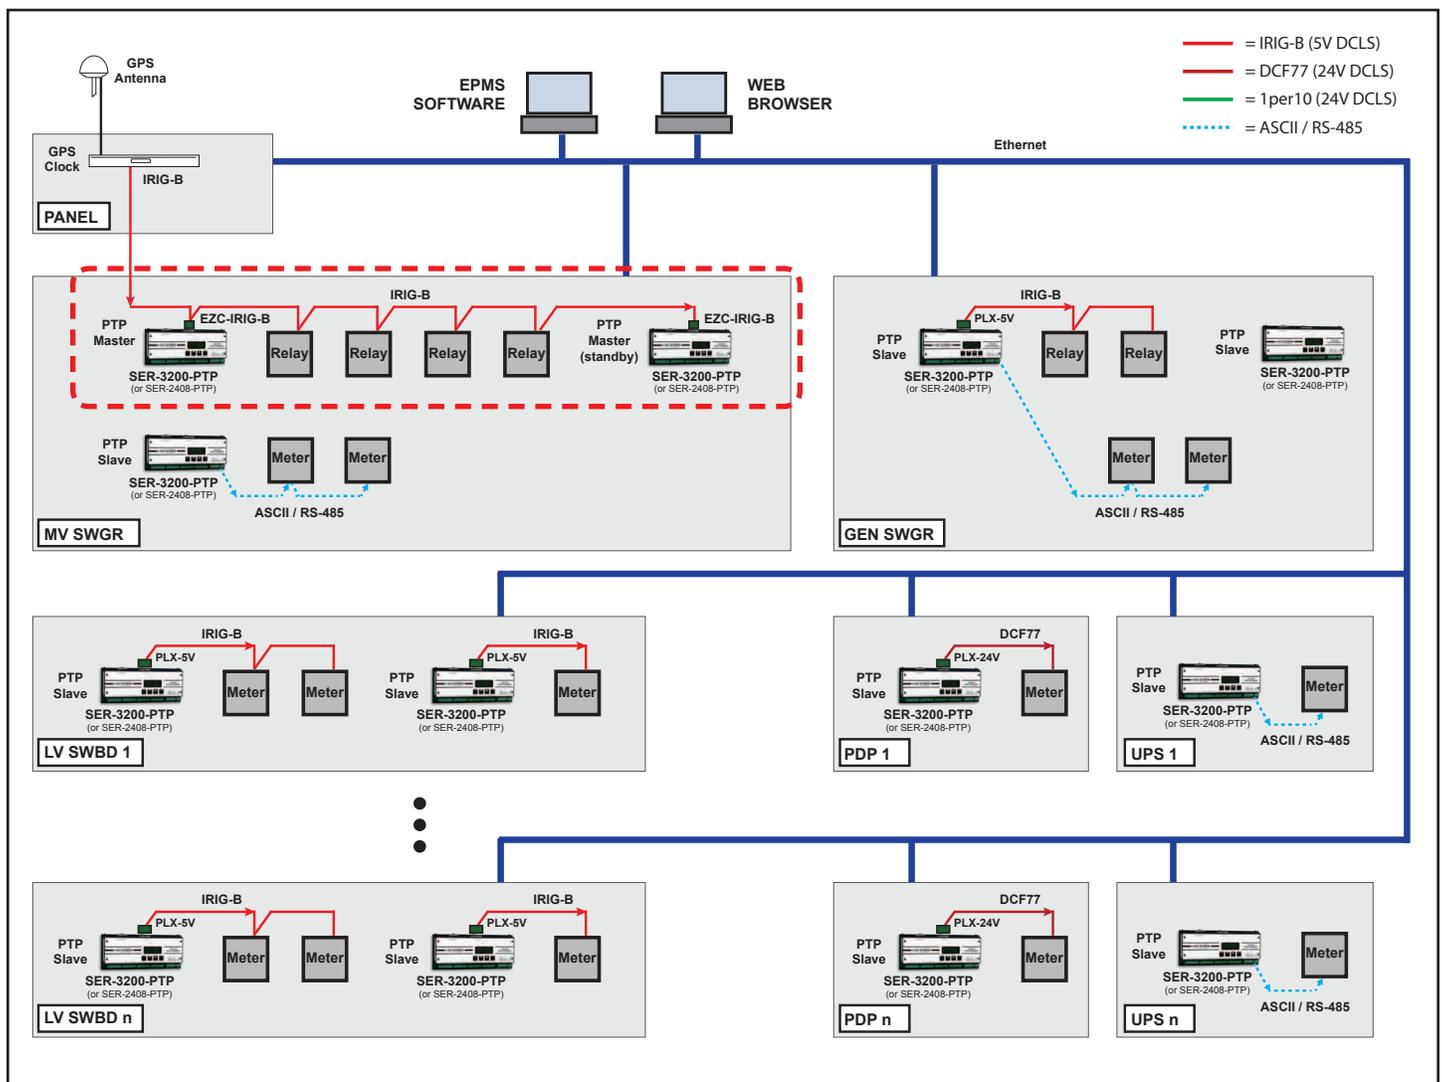 GPS
Antenna
EPMS
SOFTWARE
WEB
BROWSER
= IRIG-B (5V DCLS)
= DCF77 (24V DCLS)
= 1per10 (24V DCLS)
= ASCII / RS-485
Ethernet
GPS
Clock
IRIG-B
PANEL
IRIG-B
PTP
Master
EZC-IRIG-B
SER-3200-PTP
(or SER-2408-PTP)
Relay
Relay
Relay
Relay
PTP
Master
(standby)
EZC-IRIG-B
SER-3200-PTP
(or SER-2408-PTP)
PTP
Slave
SER-3200-PTP
(or SER-2408-PTP)
Meter
Meter
ASCII / RS-485
MV SWGR
IRIG-B
PTP
Slave
PLX-5V
SER-3200-PTP
(or SER-2408-PTP)
Relay
Relay
PTP
Slave
SER-3200-PTP
(or SER-2408-PTP)
Meter
Meter
ASCII / RS-485
GEN SWGR
IRIG-B
PTP
Slave
PLX-5V
SER-3200-PTP
(or SER-2408-PTP)
Meter
Meter
IRIG-B
PTP
Slave
PLX-5V
SER-3200-PTP
(or SER-2408-PTP)
Meter
LV SWBD 1
DCF77
PTP
Slave
PLX-24V
SER-3200-PTP
(or SER-2408-PTP)
Meter
PDP 1
PTP
Slave
SER-3200-PTP
(or SER-2408-PTP)
Meter
ASCII / RS-485
UPS 1
IRIG-B
PTP
Slave
PLX-5V
SER-3200-PTP
(or SER-2408-PTP)
Meter
Meter
IRIG-B
PTP
Slave
PLX-5V
SER-3200-PTP
(or SER-2408-PTP)
Meter
LV SWBD n
DCF77
PTP
Slave
PLX-24V
SER-3200-PTP
(or SER-2408-PTP)
Meter
PDP n
PTP
Slave
SER-3200-PTP
(or SER-2408-PTP)
Meter
ASCII / RS-485
UPS n